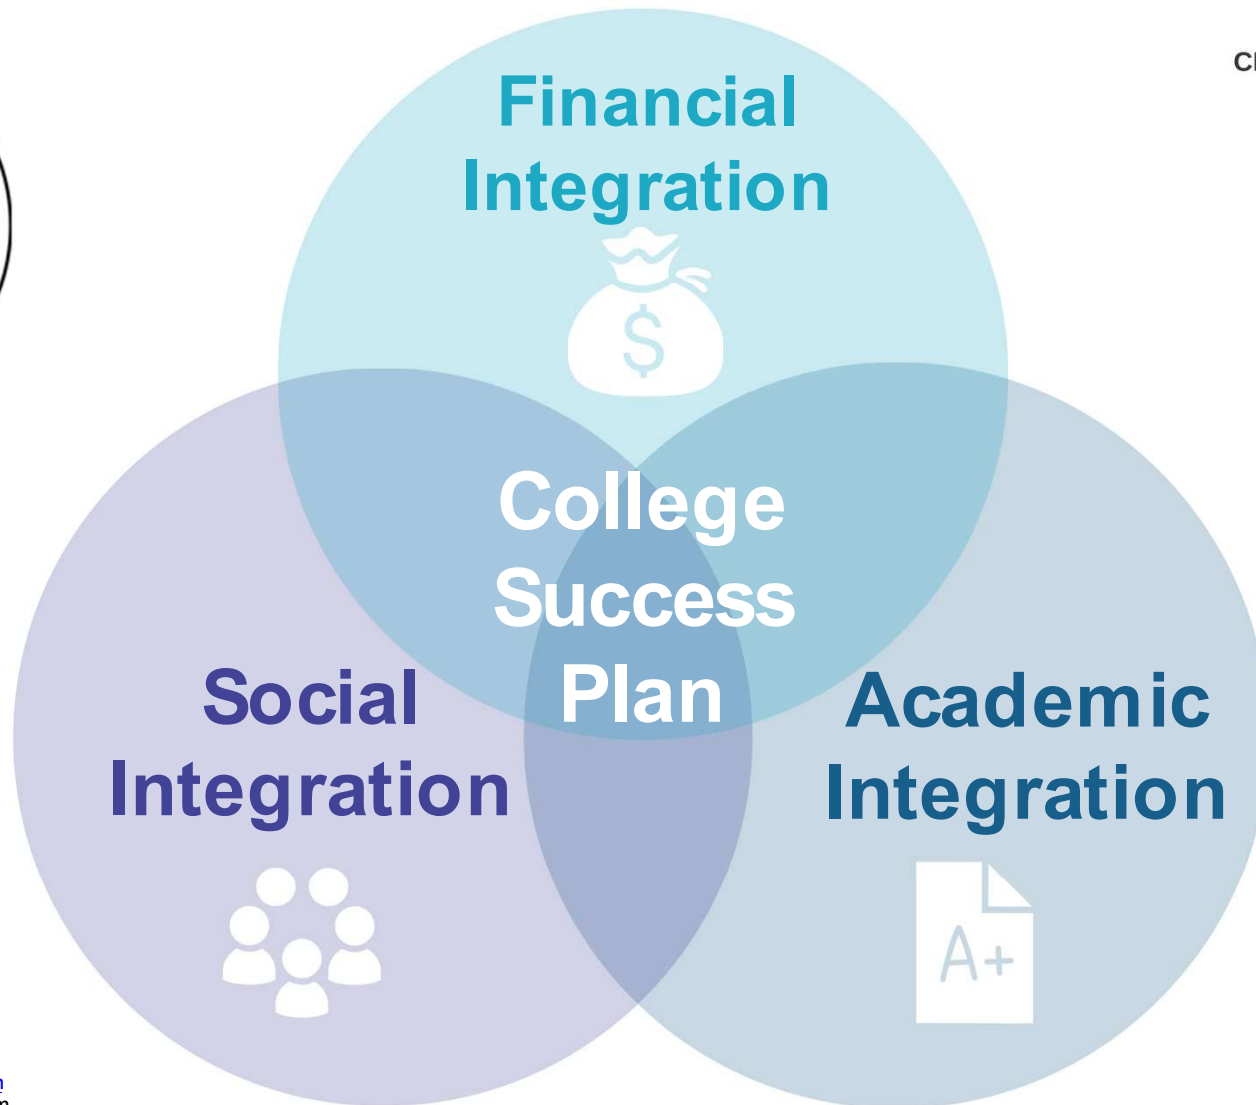 Financial
Integration
$
College
Success
Plan
Social
Integration
Academic
Integration
A+